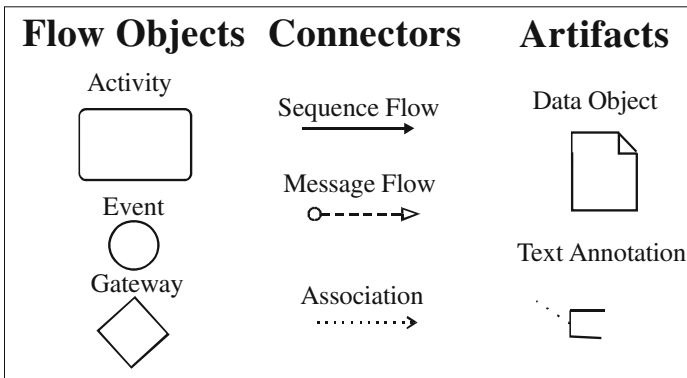 Flow Objects
Activity
Event
Gateway
Connectors
Sequence Flow
Message Flow
Association
Artifacts
Data Object
Text Annotation